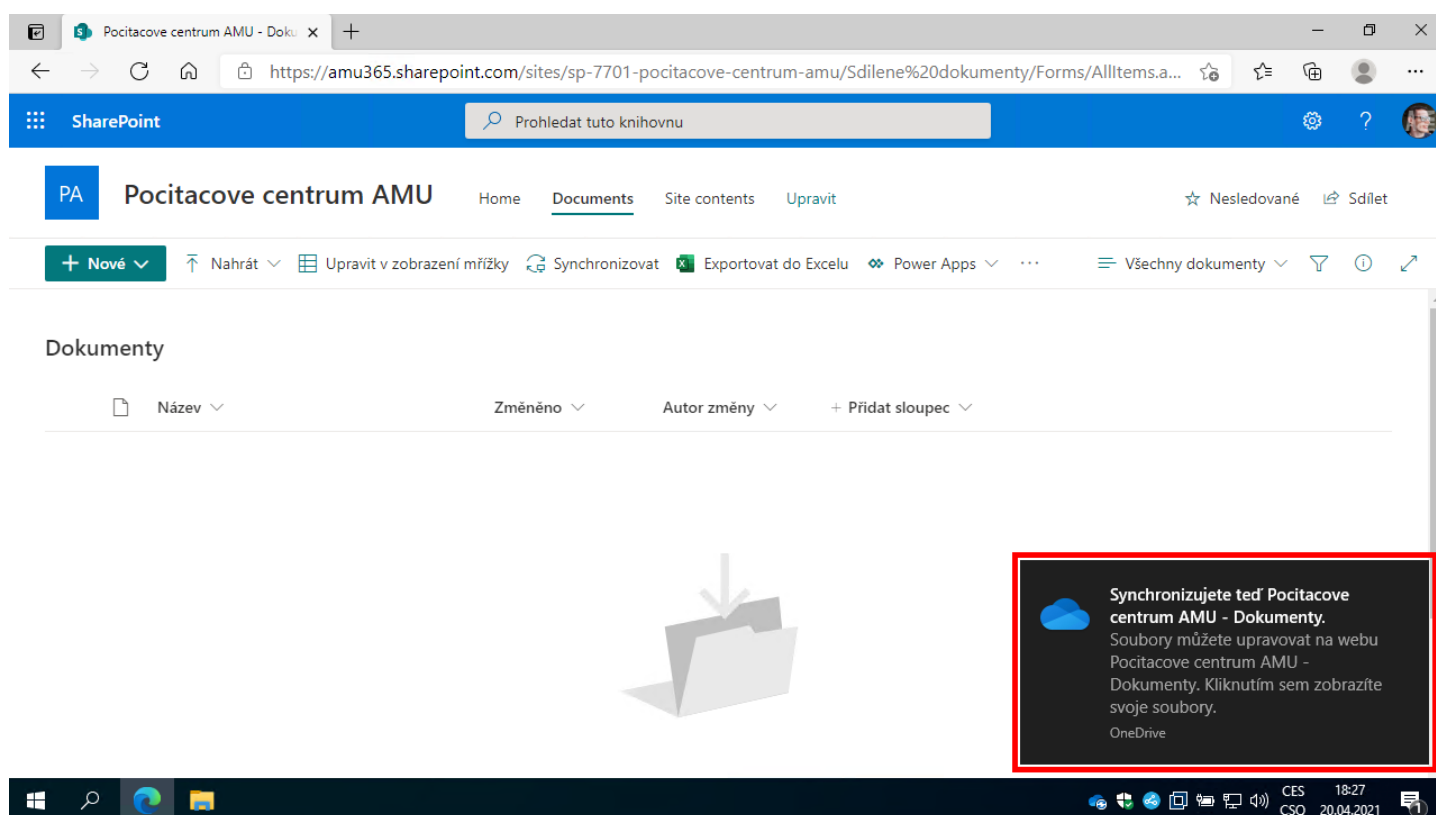 Pocitacove centrum AMU - Doku
https://amu365.sharepoint.com/sites/sp-7701-pocitacove-centrum-amu/Sdilene%20dokumenty/Forms/AllItems.a...
SharePoint
Prohledat tuto knihovnu
?
PA
Pocitacove centrum AMU
Home Documents Site contents Upravit
Nesledované Sdílet
+ Nové Nahrát Upravit v zobrazení mřížky Synchronizovat Exportovat do Excelu Power Apps ... Všechny dokumenty
Dokumenty
Název Změněno Autor změny + Přidat sloupec
Synchronizujete teď Pocitacove
centrum AMU - Dokumenty.
Soubory můžete upravovat na webu
Pocitacove centrum AMU -
Dokumenty. Kliknutím sem zobrazíte
svoje soubory.
OneDrive
CES 18:27
CSO 20.04.2021
1